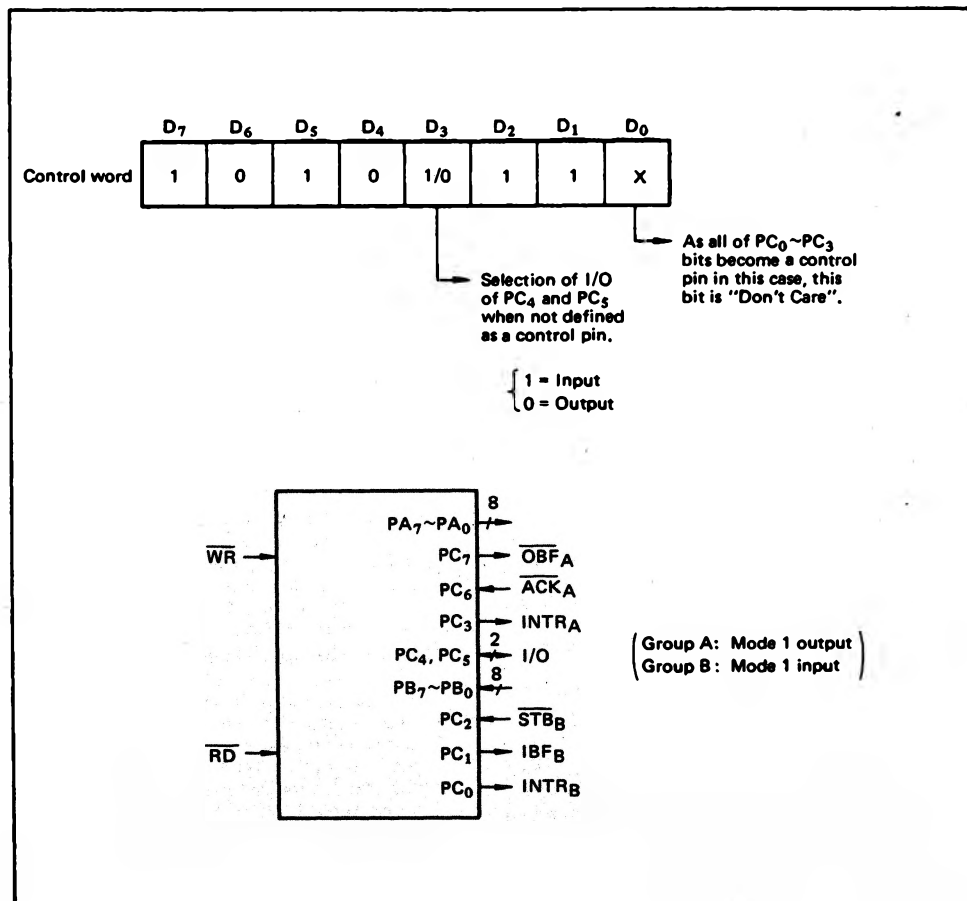 D7 D6 D5 D4 D3 D2 D1 D0
Control word 1 0 1 0 1/0 1 1 X
As all of PC0~PC3
bits become a control
pin in this case, this
bit is "Don't Care".
Selection of I/O
of PC4 and PC5
when not defined
as a control pin.
1 = Input
0 = Output
8
PA7~PA0
WR PC7 OBFA
PC6 ACKA
PC3 INTRA
2
PC4, PC5 I/O
8
PB7~PB0
PC2 STBB
RD PC1 IBFB
PC0 INTRB
(Group A: Mode 1 output
Group B: Mode 1 input)